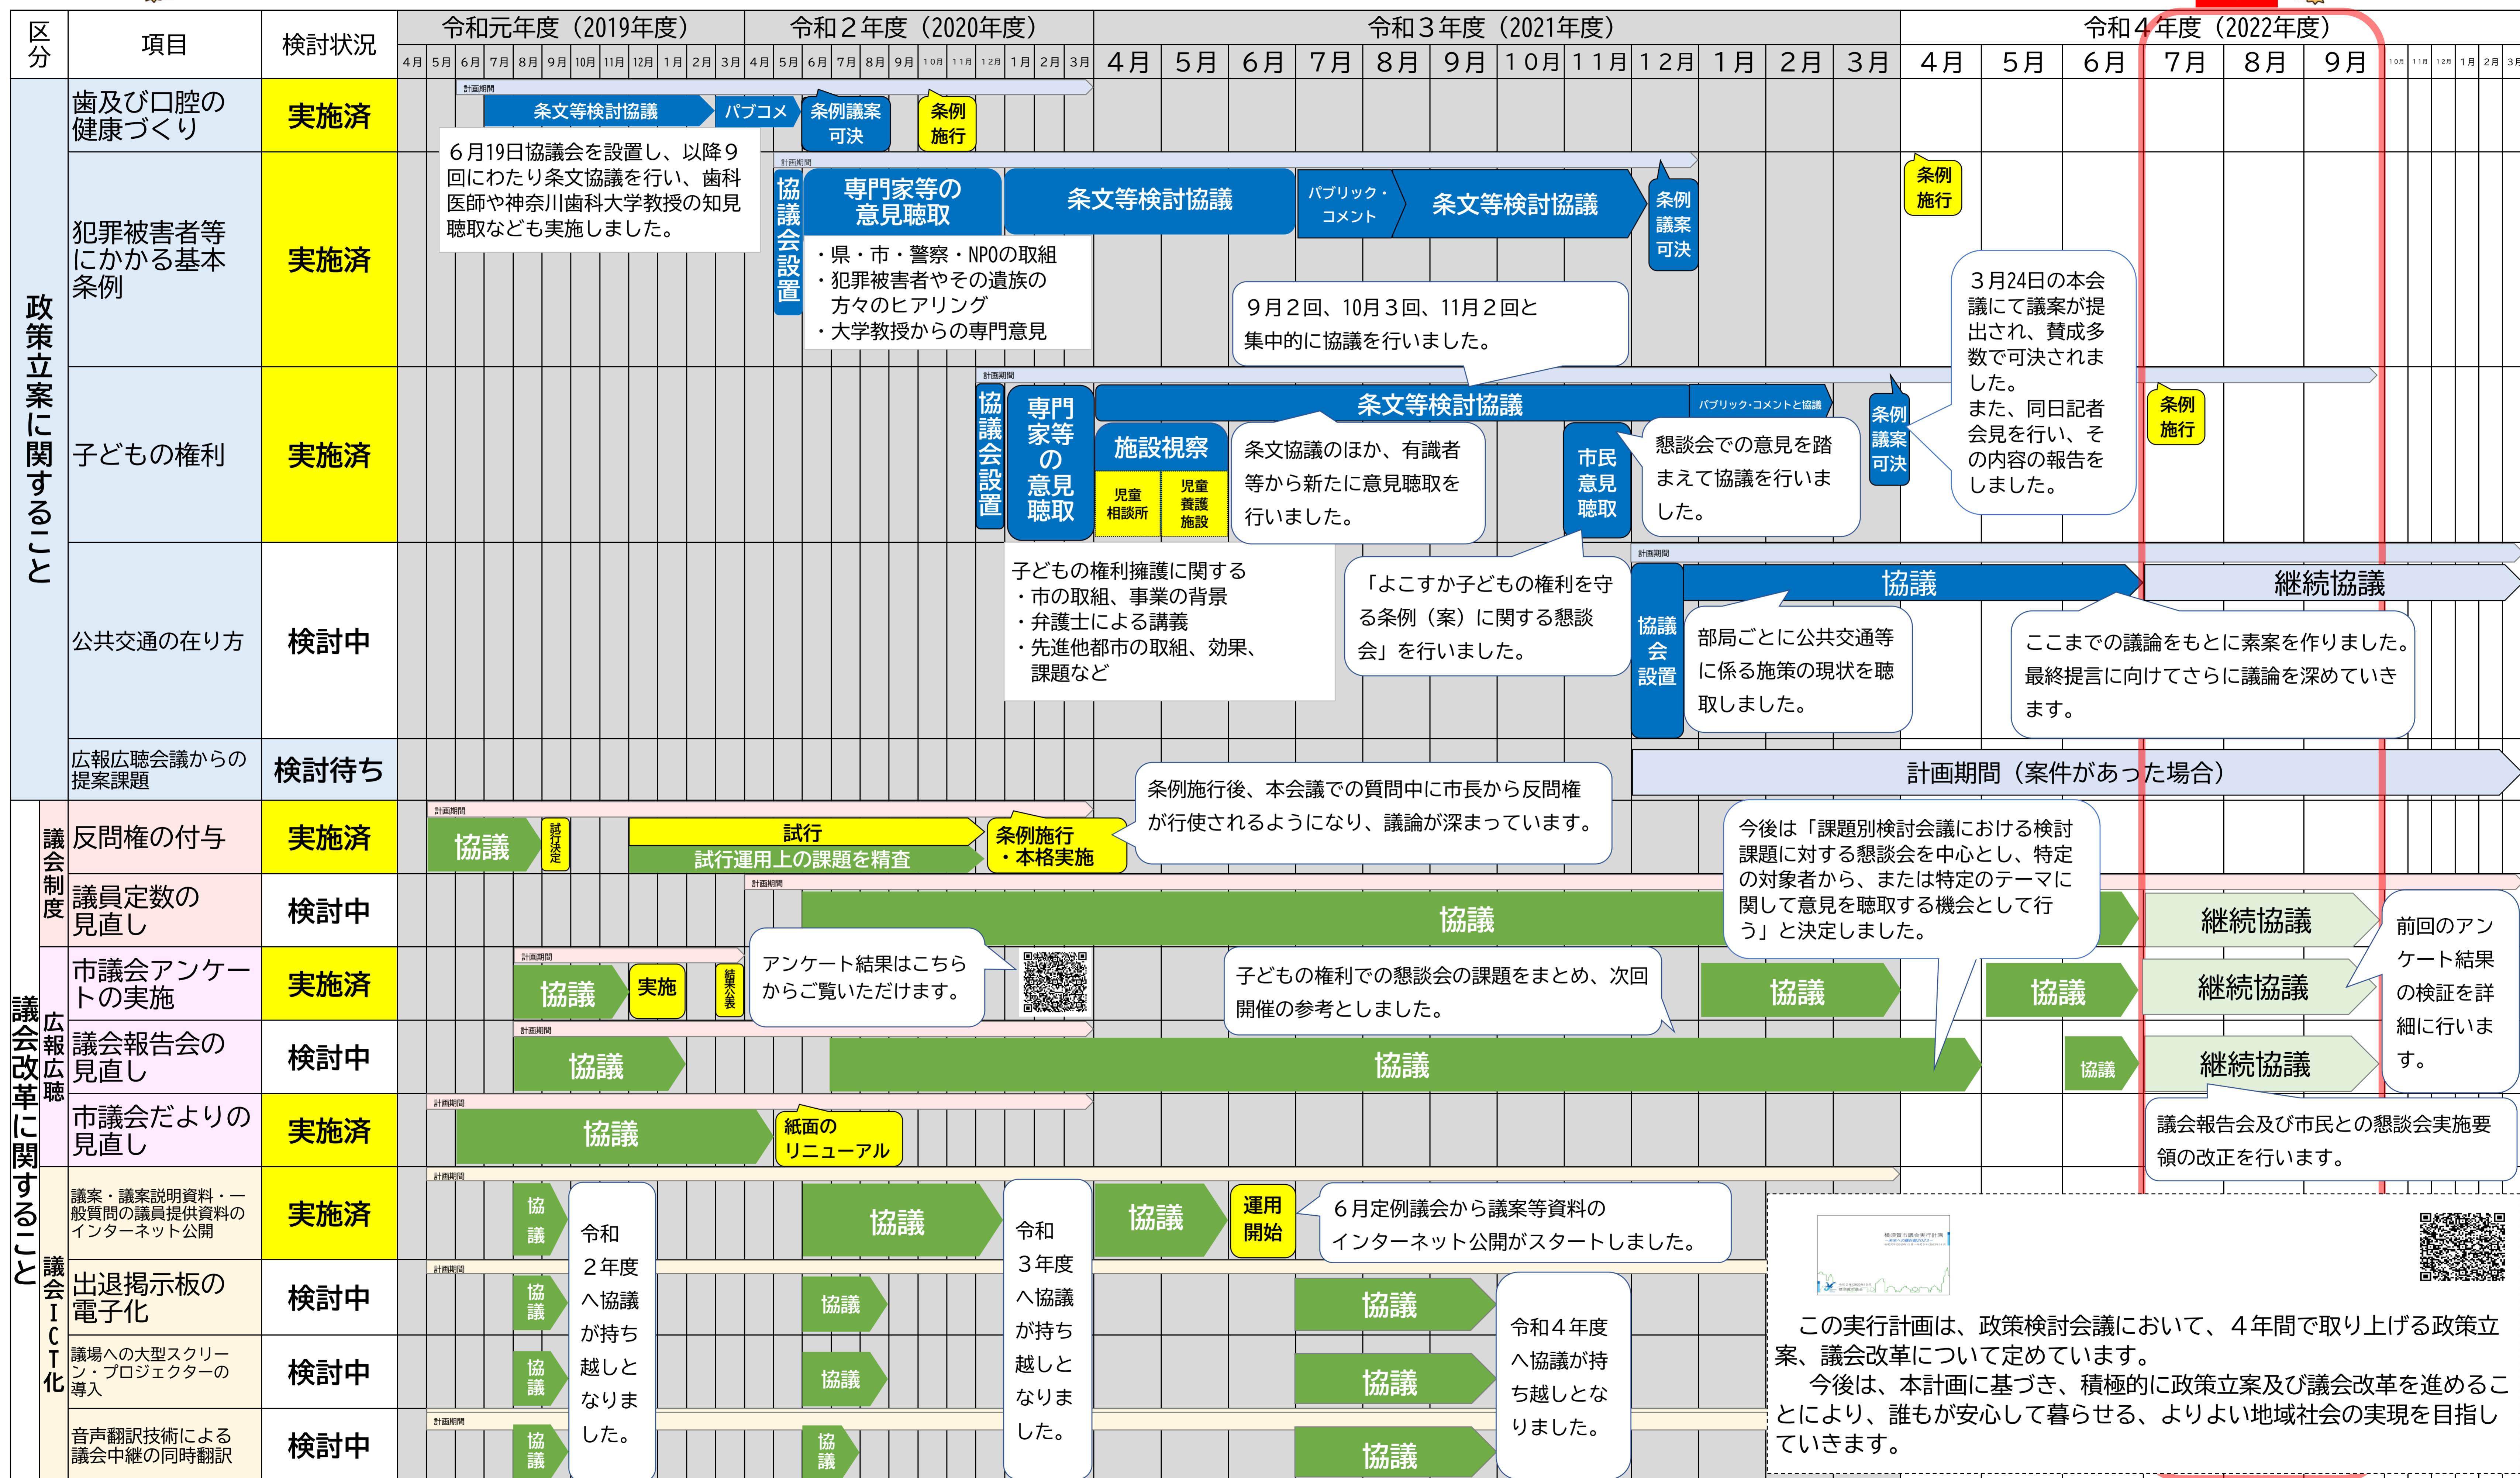 区分
項目
検討状況
令和元年度（2019年度）
令和２年度（2020年度）
令和３年度（2021年度）
令和４年度（2022年度）
４月 ５月 ６月 ７月 ８月 ９月 10月 11月 12月 １月 ２月 ３月
４月 ５月 ６月 ７月 ８月 ９月 １０月 １１月 １２月 １月 ２月 ３月
４月 ５月 ６月 ７月 ８月 ９月 １０月 １１月 １２月 １月 ２月 ３月
４月 ５月 ６月 ７月 ８月 ９月 １０月 １１月 １２月 １月 ２月 ３月
政策立案に関すること
歯及び口腔の
健康づくり
実施済
計画期間
条文等検討協議
パブコメ
条例議案
可決
条例
施行
６月19日協議会を設置し、以降９
回にわたり条文協議を行い、歯科
医師や神奈川歯科大学教授の知見
聴取なども実施しました。
犯罪被害者等
にかかる基本
条例
実施済
計画期間
協議会設置
専門家等の
意見聴取
条文等検討協議
パブリック・
コメント
条文等検討協議
条例
議案
可決
条例
施行
・県・市・警察・NPOの取組
・犯罪被害者やその遺族の
方々のヒアリング
・大学教授からの専門意見
９月２回、10月３回、11月２回と
集中的に協議を行いました。
３月24日の本会
議にて議案が提
出され、賛成多
数で可決されま
した。
また、同日記者
会見を行い、そ
の内容の報告を
しました。
子どもの権利
実施済
計画期間
協議会設置
専門
家等
の
意見
聴取
条文等検討協議
パブリック・コメントと協議
施設視察
児童
相談所
児童
養護
施設
条文協議のほか、有識者
等から新たに意見聴取を
行いました。
市民
意見
聴取
懇談会での意見を踏
まえて協議を行いま
した。
条例
議案
可決
条例
施行
子どもの権利擁護に関する
・市の取組、事業の背景
・弁護士による講義
・先進他都市の取組、効果、
課題など
「よこすか子どもの権利を守
る条例（案）に関する懇談
会」を行いました。
公共交通の在り方
検討中
計画期間
協議
会
設置
協議
継続協議
部局ごとに公共交通等
に係る施策の現状を聴
取しました。
ここまでの議論をもとに素案を作りました。
最終提言に向けてさらに議論を深めていき
ます。
広報広聴会議からの
提案課題
検討待ち
計画期間（案件があった場合）
議会改革に関すること
議会制度
反問権の付与
実施済
計画期間
協議
試行決定
試行
試行運用上の課題を精査
条例施行
・本格実施
条例施行後、本会議での質問中に市長から反問権
が行使されるようになり、議論が深まっています。
議員定数の
見直し
検討中
計画期間
協議
継続協議
今後は「課題別検討会議における検討
課題に対する懇談会を中心とし、特定
の対象者から、または特定のテーマに
関して意見を聴取する機会として行
う」と決定しました。
広報広聴
市議会アンケー
トの実施
実施済
計画期間
協議
実施
結果公表
アンケート結果はこちら
からご覧いただけます。
子どもの権利での懇談会の課題をまとめ、次回
開催の参考としました。
協議
協議
継続協議
前回のアン
ケート結果
の検証を詳
細に行いま
す。
議会報告会の
見直し
検討中
計画期間
協議
協議
協議
継続協議
市議会だよりの
見直し
実施済
計画期間
協議
紙面の
リニューアル
議会報告会及び市民との懇談会実施要
領の改正を行います。
議会ICT化
議案・議案説明資料・一
般質問の議員提供資料の
インターネット公開
実施済
計画期間
協議
協議
協議
運用
開始
６月定例議会から議案等資料の
インターネット公開がスタートしました。
令和
２年度
へ協議
が持ち
越しと
なりま
した。
令和
３年度
へ協議
が持ち
越しと
なりま
した。
出退掲示板の
電子化
検討中
計画期間
協議
協議
協議
令和４年度
へ協議が持
ち越しとな
りました。
議場への大型スクリー
ン・プロジェクターの
導入
検討中
協議
協議
協議
音声翻訳技術による
議会中継の同時翻訳
検討中
計画期間
協議
協議
協議
横須賀市議会実行計画
この実行計画は、政策検討会議において、４年間で取り上げる政策立
案、議会改革について定めています。
今後は、本計画に基づき、積極的に政策立案及び議会改革を進めるこ
とにより、誰もが安心して暮らせる、よりよい地域社会の実現を目指し
ていきます。